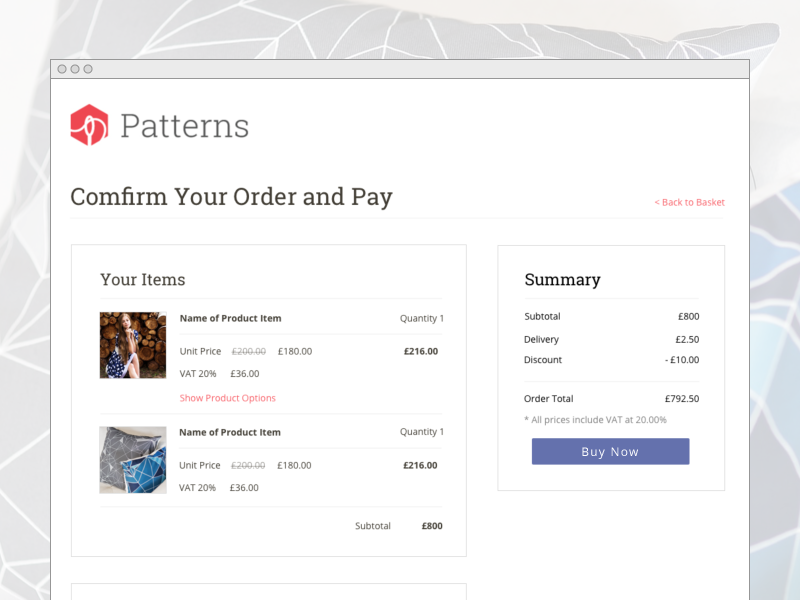 Patterns
Comfirm Your Order and Pay
< Back to Basket
Your Items
Name of Product Item
Quantity 1
Unit Price £200.00 £180.00 £216.00
VAT 20% £36.00
Show Product Options
Name of Product Item
Quantity 1
Unit Price £200.00 £180.00 £216.00
VAT 20% £36.00
Subtotal £800
Summary
Subtotal £800
Delivery £2.50
Discount - £10.00
Order Total £792.50
* All prices include VAT at 20.00%
Buy Now